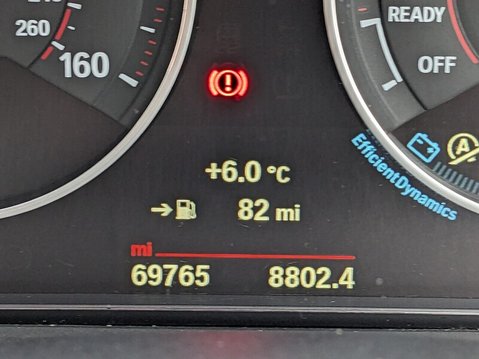 260
160
READY
OFF
A
EfficientDynamics
+6.0 °C
82 mi
mi
69765 8802.4